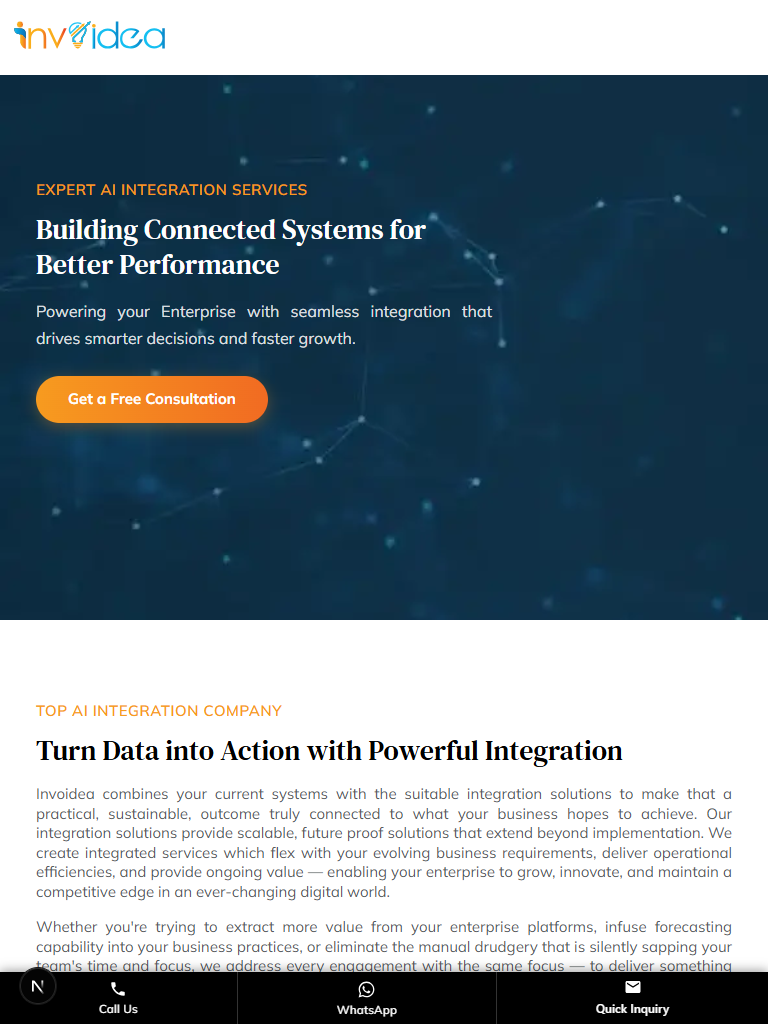 invoidea
EXPERT AI INTEGRATION SERVICES
Building Connected Systems for
Better Performance
Powering your Enterprise with seamless integration that
drives smarter decisions and faster growth.
Get a Free Consultation
TOP AI INTEGRATION COMPANY
Turn Data into Action with Powerful Integration
Invoidea combines your current systems with the suitable integration solutions to make that a
practical, sustainable, outcome truly connected to what your business hopes to achieve. Our
integration solutions provide scalable, future proof solutions that extend beyond implementation. We
create integrated services which flex with your evolving business requirements, deliver operational
efficiencies, and provide ongoing value — enabling your enterprise to grow, innovate, and maintain a
competitive edge in an ever-changing digital world.
Whether you're trying to extract more value from your enterprise platforms, infuse forecasting
capability into your business practices, or eliminate the manual drudgery that is silently sapping your
team's time and focus, we address every engagement with the same focus — to deliver something
N
Call Us
WhatsApp
Quick Inquiry